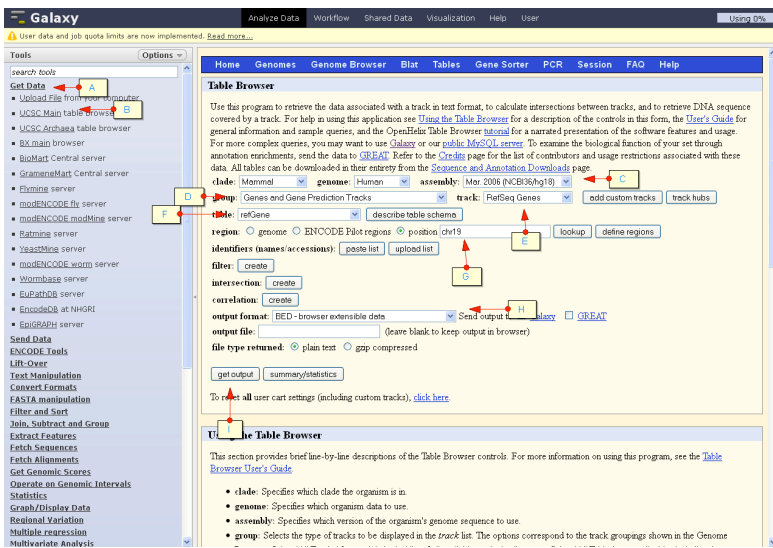 Galaxy Analyze Data Workflow Shared Data Visualization Help User Using 0%
User data and job quota limits are now implemented. Read more...
Tools Options
search tools
Get Data A
Upload File from your computer
UCSC Main table browser B
UCSC Archaea table browser
BX main browser
BioMart Central server
GrameneMart Central server
Flymine server
modENCODE fly server
modENCODE modMine server
Ratmine server
YeastMine server
modENCODE worm server
Wormbase server
EuPathDB server
EncodeDB at NHGRI
EpiGRAPH server
Send Data
ENCODE Tools
Lift-Over
Text Manipulation
Convert Formats
FASTA manipulation
Filter and Sort
Join, Subtract and Group
Extract Features
Fetch Sequences
Fetch Alignments
Get Genomic Scores
Operate on Genomic Intervals
Statistics
Graph/Display Data
Regional Variation
Multiple regression
Multivariate Analysis
Home Genomes Genome Browser Blat Tables Gene Sorter PCR Session FAQ Help
Table Browser
Use this program to retrieve the data associated with a track in text format, to calculate intersections between tracks, and to retrieve DNA sequence
covered by a track. For help in using this application see Using the Table Browser for a description of the controls in this form, the User's Guide for
general information and sample queries, and the OpenHelix Table Browser tutorial for a narrated presentation of the software features and usage.
For more complex queries, you may want to use Galaxy or our public MySQL server. To examine the biological function of your set through
annotation enrichments, send the data to GREAT. Refer to the Credits page for the list of contributors and usage restrictions associated with these
data. All tables can be downloaded in their entirety from the Sequence and Annotation Downloads page.
clade: Mammal genome: Human assembly: Mar. 2006 (NCBI36/hg18) C
D group: Genes and Gene Prediction Tracks track: RefSeq Genes add custom tracks track hubs
F table: refGene describe table schema
E
region: genome ENCODE Pilot regions position chr19 lookup define regions
identifiers (names/accessions): paste list upload list
filter: create
G
intersection: create
correlation: create
H
output format: BED - browser extensible data Send output to Galaxy GREAT
output file: (leave blank to keep output in browser)
file type returned: plain text gzip compressed
get output summary/statistics
To reset all user cart settings (including custom tracks), click here.
I
Using the Table Browser
This section provides brief line-by-line descriptions of the Table Browser controls. For more information on using this program, see the Table
Browser User's Guide.
clade: Specifies which clade the organism is in.
genome: Specifies which organism data to use.
assembly: Specifies which version of the organism's genome sequence to use.
group: Selects the type of tracks to be displayed in the track list. The options correspond to the track groupings shown in the Genome